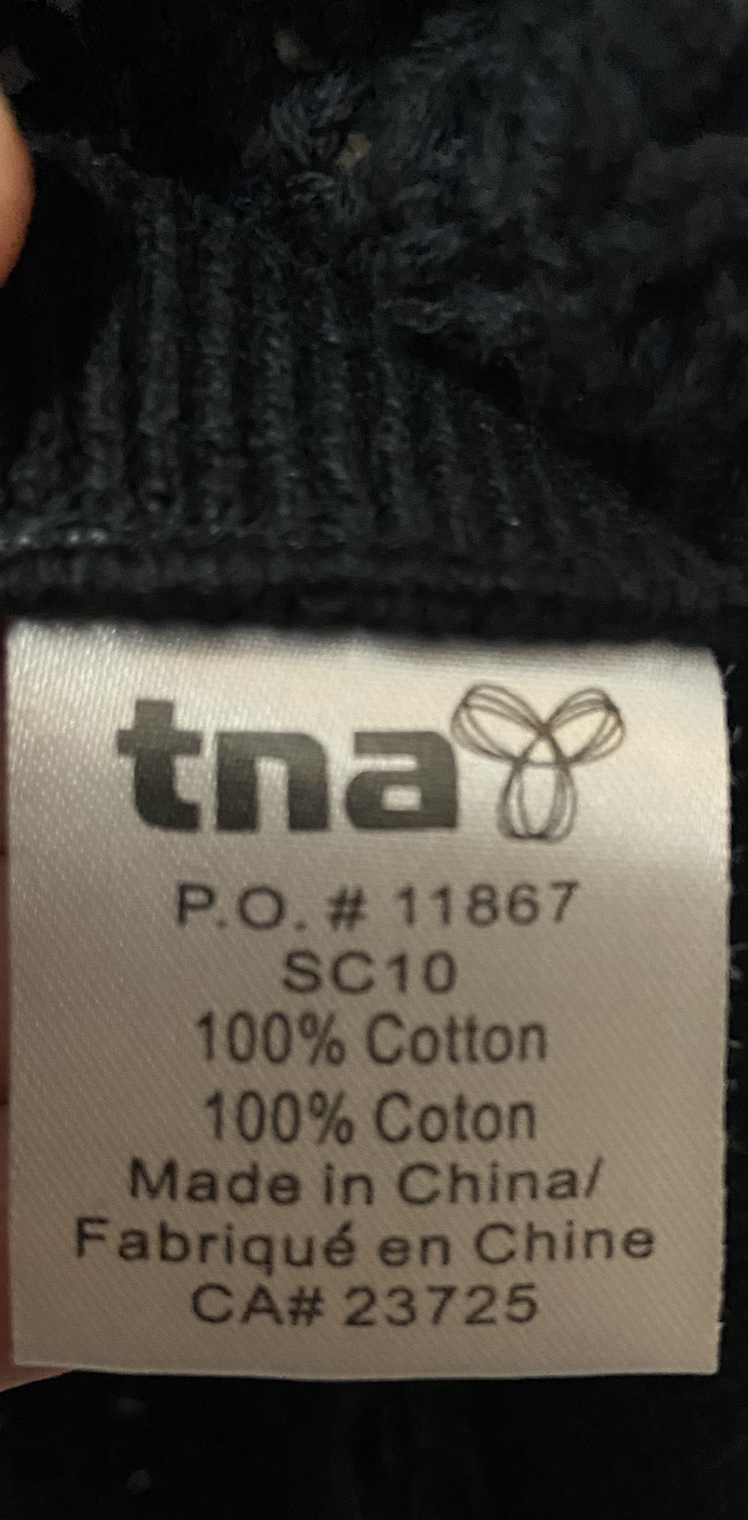 tna
P.O. # 11867
SC10
100% Cotton
100% Coton
Made in China/
Fabriqué en Chine
CA# 23725